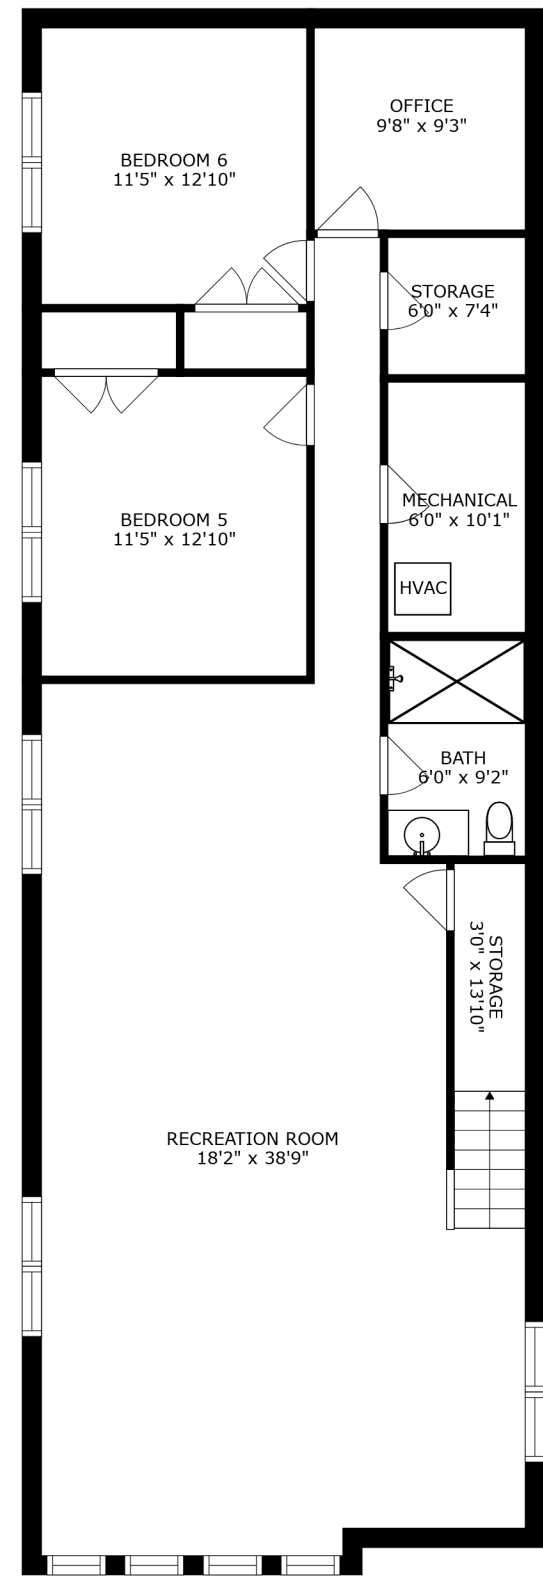 OFFICE
9'8" x 9'3"
BEDROOM 6
11'5" x 12'10"
STORAGE
6'0" x 7'4"
MECHANICAL
6'0" x 10'1"
BEDROOM 5
11'5" x 12'10"
HVAC
BATH
6'0" x 9'2"
STORAGE
3'0" x 13'10"
RECREATION ROOM
18'2" x 38'9"